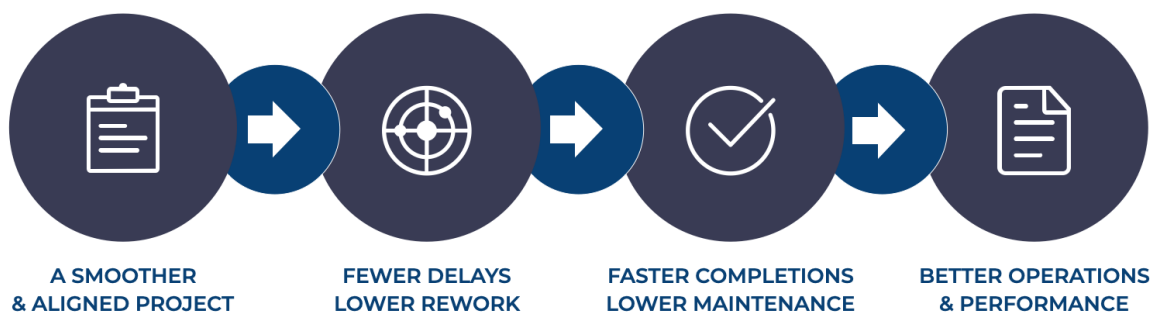 A SMOOTHER
& ALIGNED PROJECT
FEWER DELAYS
LOWER REWORK
FASTER COMPLETIONS
LOWER MAINTENANCE
BETTER OPERATIONS
& PERFORMANCE